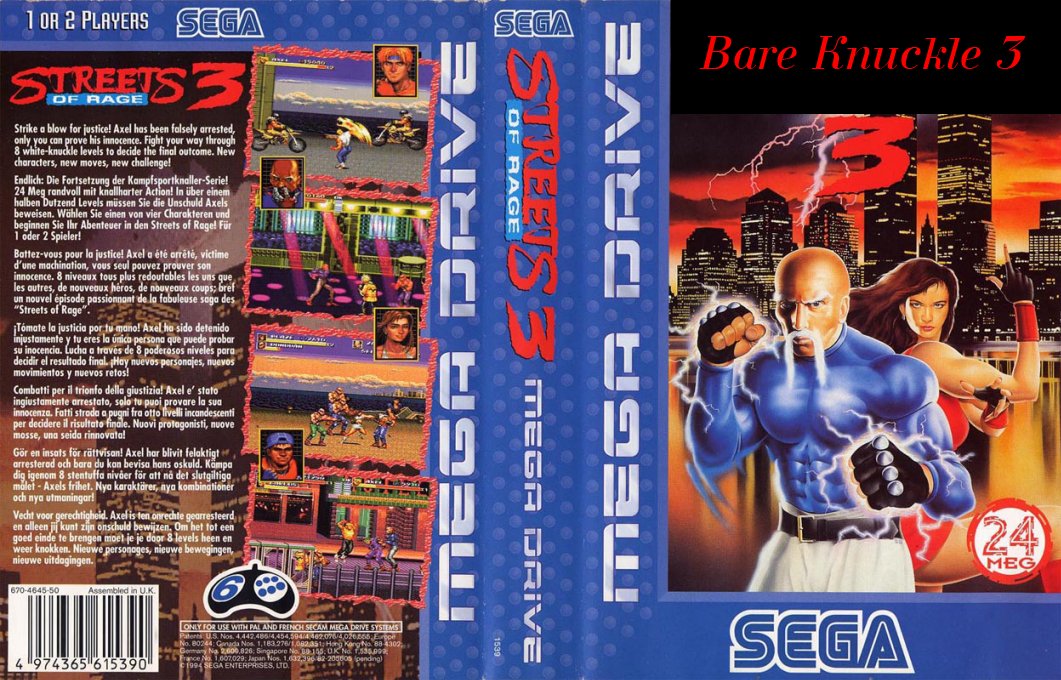 1 OR 2 PLAYERS
SEGA
STREETS OF RAGE 3
Strike a blow for justice! Axel has been falsely arrested,
only you can prove his innocence. Fight your way through
8 white-knuckle levels to decide the final outcome. New
characters, new moves, new challenge!
Endlich: Die Fortsetzung der Kampfsportknaller-Serie!
24 Meg randvoll mit knallharter Action! In über einem
halben Dutzend Levels müssen Sie die Unschuld Axels
beweisen. Wählen Sie einen von vier Charakteren und
beginnen Sie Ihr Abenteuer in den Streets of Rage! Für
1 oder 2 Spieler!
Battez-vous pour la justice! Axel a été arrêté, victime
d'une machination, vous seul pouvez prouver son
innocence. 8 niveaux tous plus redoutables les uns que
les autres, de nouveaux héros, de nouveaux coups; bref
un nouvel épisode passionnant de la fabuleuse saga des
"Streets of Rage".
¡Tómate la justicia por tu mano! Axel ha sido detenido
injustamente y tu eres la única persona que puede probar
su inocencia. Lucha a través de 8 poderosos niveles para
decidir el resultado final. ¡Hay nuevos personajes, nuevos
movimientos y nuevos retos!
Combatti per il trionfo della giustizia! Axel e' stato
ingiustamente arrestato, solo tu puoi provare la sua
innocenza. Fatti strada a pugni fra otto livelli incandescenti
per decidere il risultato finale. Nuovi protagonisti, nuove
mosse, una seida rinnovata!
Gör en insats för rättvisan! Axel har blivit felaktigt
arresterad och bara du kan bevisa hans oskuld. Kämpa
dig igenom 8 stentuffa nivåer för att nå det slutgiltiga
målet - Axels frihet. Nya karaktärer, nya kombinationer
och nya utmaningar!
Vecht voor gerechtigheid. Axel is ten onrechte gearresteerd
en alleen jij kunt zijn onschuld bewijzen. Om het tot een
goed einde te brengen moet je je door 8 levels heen en
weer knokken. Nieuwe personages, nieuwe bewegingen,
nieuwe uitdagingen.
670-4645-50
Assembled in U.K.
4 974365 615390
6
ONLY FOR USE WITH PAL AND FRENCH SECAM MEGA DRIVE SYSTEMS
©1994 SEGA ENTERPRISES, LTD.
MEGA DRIVE
SEGA
STREETS OF RAGE 3
MEGA DRIVE
1539
MEGA DRIVE
Bare Knuckle 3
3
24
MEG
SEGA